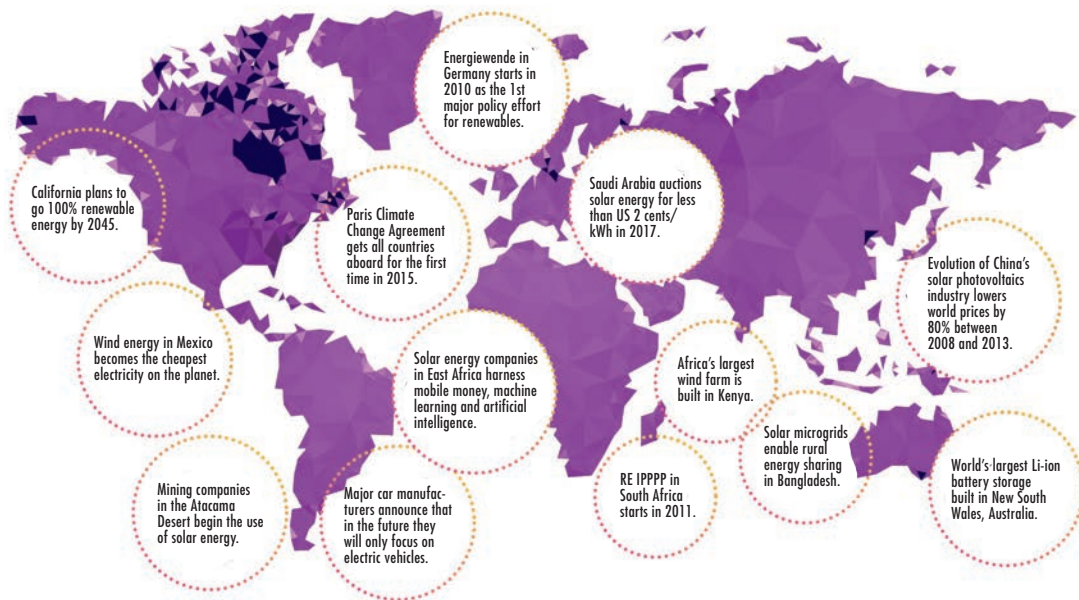 Energiewende in
Germany starts in
2010 as the 1st
major policy effort
for renewables.
California plans to
go 100% renewable
energy by 2045.
Paris Climate
Change Agreement
gets all countries
aboard for the first
time in 2015.
Saudi Arabia auctions
solar energy for less
than US 2 cents/
kWh in 2017.
Evolution of China's
solar photovoltaics
industry lowers
world prices by
80% between
2008 and 2013.
Wind energy in Mexico
becomes the cheapest
electricity on the planet.
Solar energy companies
in East Africa harness
mobile money, machine
learning and artificial
intelligence.
Africa's largest
wind farm is
built in Kenya.
Solar microgrids
enable rural
energy sharing
in Bangladesh.
Mining companies
in the Atacama
Desert begin the use
of solar energy.
Major car manufac-
turers announce that
in the future they
will only focus on
electric vehicles.
RE IPPPP in
South Africa
starts in 2011.
World's largest Li-ion
battery storage
built in New South
Wales, Australia.